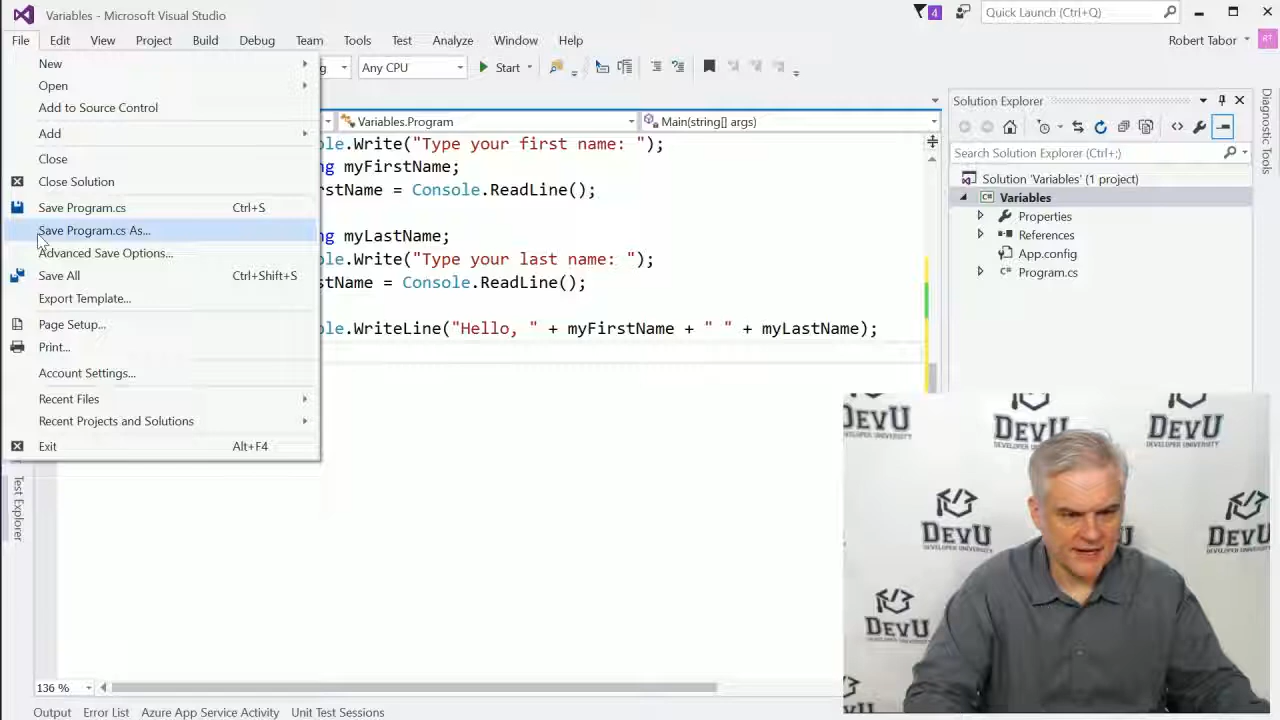 Variables - Microsoft Visual Studio
4
Quick Launch (Ctrl+Q)
File Edit View Project Build Debug Team Tools Test Analyze Window Help
Robert Tabor RT
New
Open
Add to Source Control
Add
Close
Close Solution
Save Program.cs Ctrl+S
Save Program.cs As...
Advanced Save Options...
Save All Ctrl+Shift+S
Export Template...
Page Setup...
Print...
Account Settings...
Recent Files
Recent Projects and Solutions
Exit Alt+F4
g Any CPU Start
Variables.Program Main(string[] args)
le.Write("Type your first name: ");
ng myFirstName;
rstName = Console.ReadLine();
ng myLastName;
le.Write("Type your last name: ");
stName = Console.ReadLine();
le.WriteLine("Hello, " + myFirstName + " " + myLastName);
Solution Explorer
Search Solution Explorer (Ctrl+;)
Solution 'Variables' (1 project)
C# Variables
Properties
References
App.config
C# Program.cs
Diagnostic Tools
Test Explorer
DevU
DevU
DevU
DevU
DEVELOPER UNIVERSITY
DevU
DevU
136 %
Output Error List Azure App Service Activity Unit Test Sessions